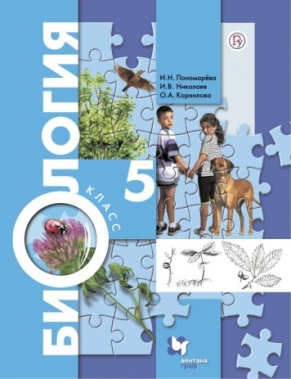 И.Н. Пономарёва
И.В. Николаев
О.А. Корнилова
БИОЛОГИЯ
5
КЛАСС
вентана
граф